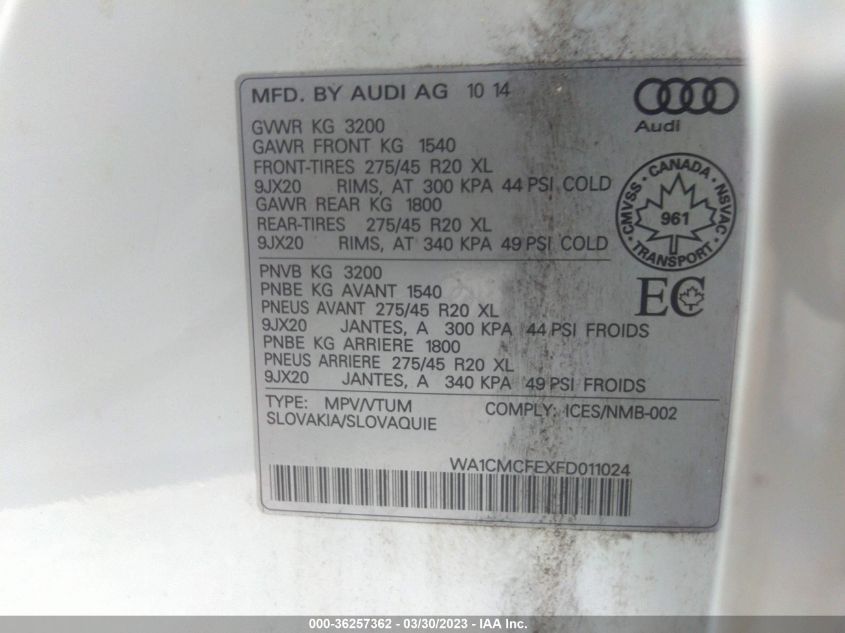 MFD. BY AUDI AG 10 14
Audi
GVWR KG 3200
GAWR FRONT KG 1540
FRONT-TIRES 275/45 R20 XL
9JX20 RIMS, AT 300 KPA 44 PSI COLD
GAWR REAR KG 1800
REAR-TIRES 275/45 R20 XL
9JX20 RIMS, AT 340 KPA 49 PSI COLD
CMVSS • CANADA • NSVAC • TRANSPORT •
961
PNVB KG 3200
PNBE KG AVANT 1540
PNEUS AVANT 275/45 R20 XL
9JX20 JANTES, A 300 KPA 44 PSI FROIDS
PNBE KG ARRIERE 1800
PNEUS ARRIERE 275/45 R20 XL
9JX20 JANTES, A 340 KPA 49 PSI FROIDS
EC
TYPE: MPV/VTUM COMPLY: ICES/NMB-002
SLOVAKIA/SLOVAQUIE
WA1CMCFEXFD011024
000-36257362 - 03/30/2023 - IAA Inc.